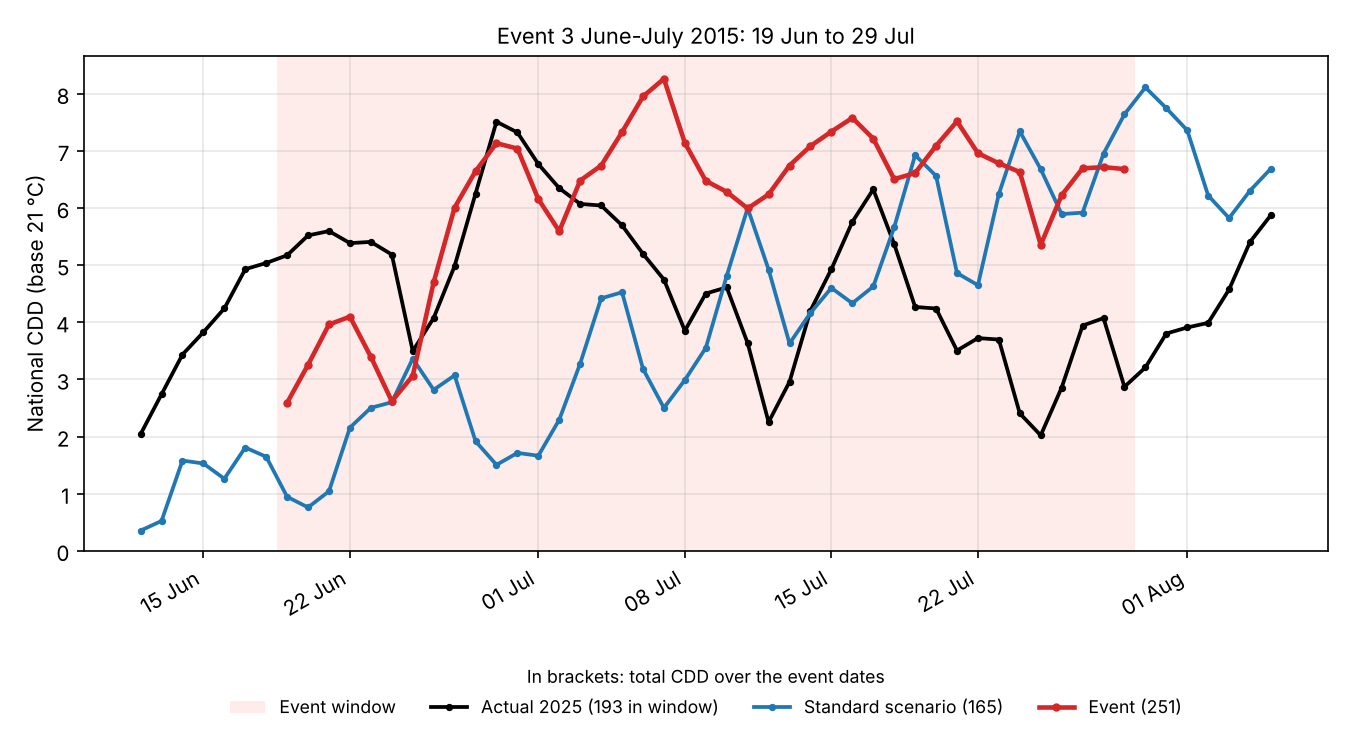 Event 3 June-July 2015: 19 Jun to 29 Jul
National CDD (base 21 °C)
8
7
6
5
4
3
2
1
0
15 Jun
22 Jun
01 Jul
08 Jul
15 Jul
22 Jul
01 Aug
In brackets: total CDD over the event dates
Event window
Actual 2025 (193 in window)
Standard scenario (165)
Event (251)